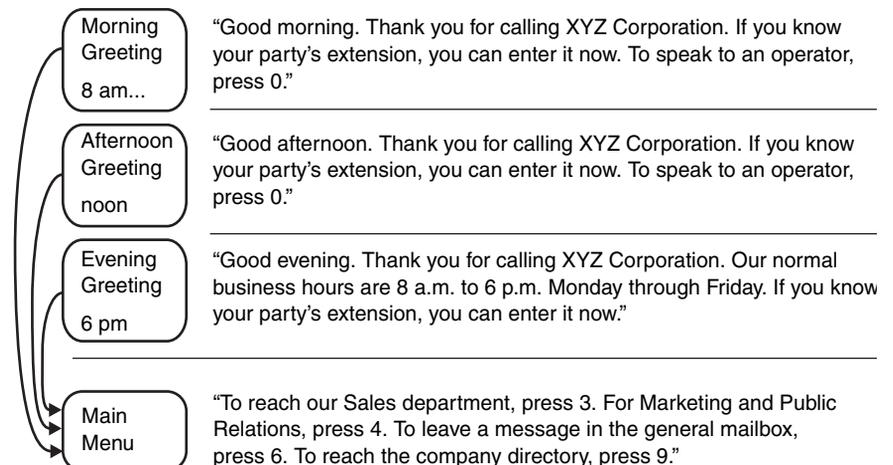 Morning
Greeting
8 am...
“Good morning. Thank you for calling XYZ Corporation. If you know
your party’s extension, you can enter it now. To speak to an operator,
press 0.”
Afternoon
Greeting
noon
“Good afternoon. Thank you for calling XYZ Corporation. If you know
your party’s extension, you can enter it now. To speak to an operator,
press 0.”
Evening
Greeting
6 pm
“Good evening. Thank you for calling XYZ Corporation. Our normal
business hours are 8 a.m. to 6 p.m. Monday through Friday. If you know
your party’s extension, you can enter it now.”
Main
Menu
“To reach our Sales department, press 3. For Marketing and Public
Relations, press 4. To leave a message in the general mailbox,
press 6. To reach the company directory, press 9.”